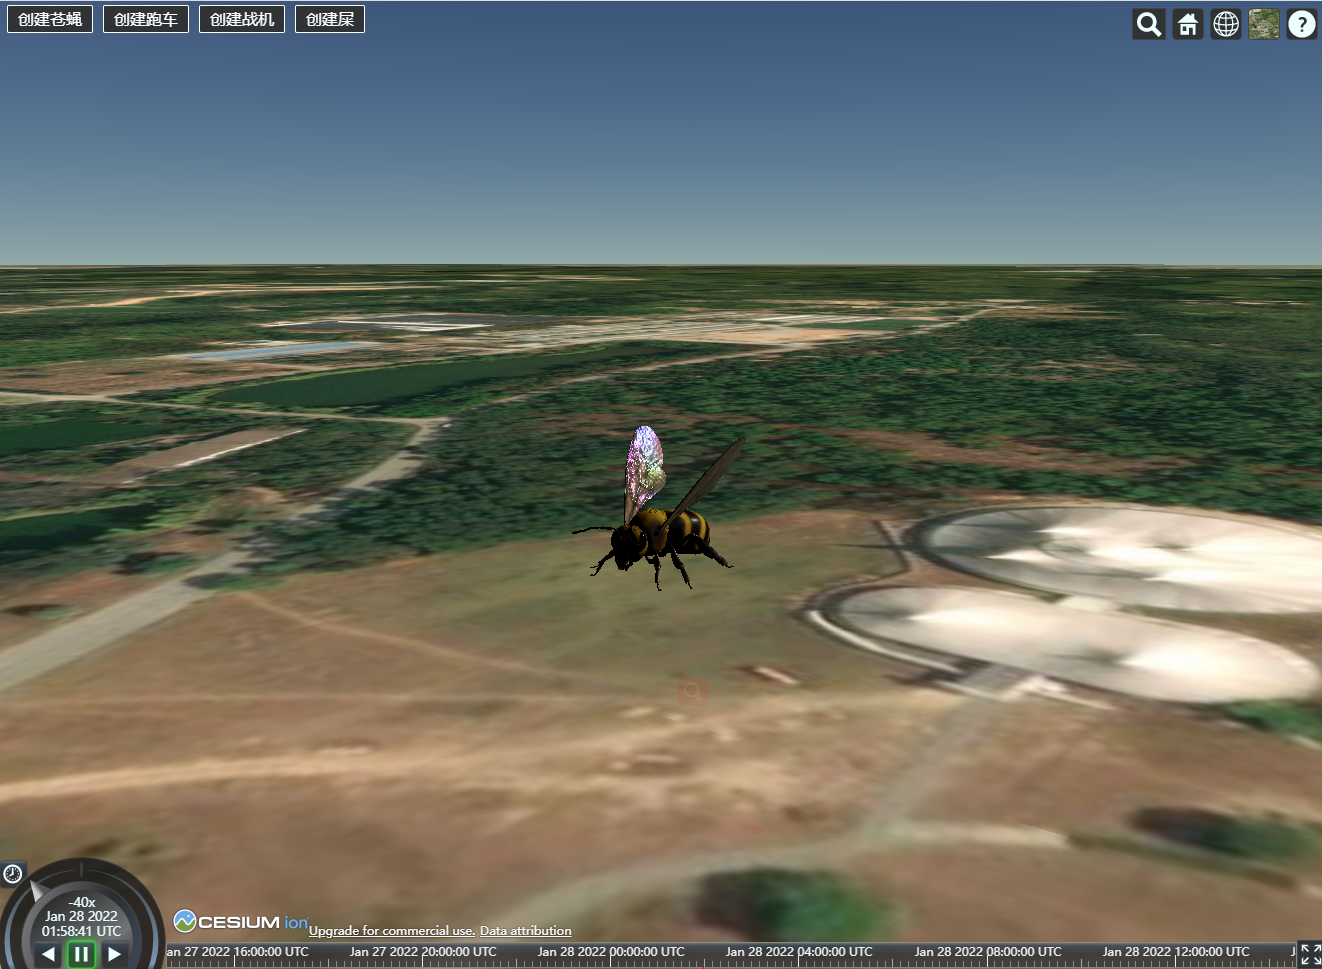 创建苍蝇 创建跑车 创建战机 创建屎
?
-40x
Jan 28 2022
01:58:41 UTC
CESIUM ion Upgrade for commercial use. Data attribution
an 27 2022 16:00:00 UTC Jan 27 2022 20:00:00 UTC Jan 28 2022 00:00:00 UTC Jan 28 2022 04:00:00 UTC Jan 28 2022 08:00:00 UTC Jan 28 2022 12:00:00 UTC J